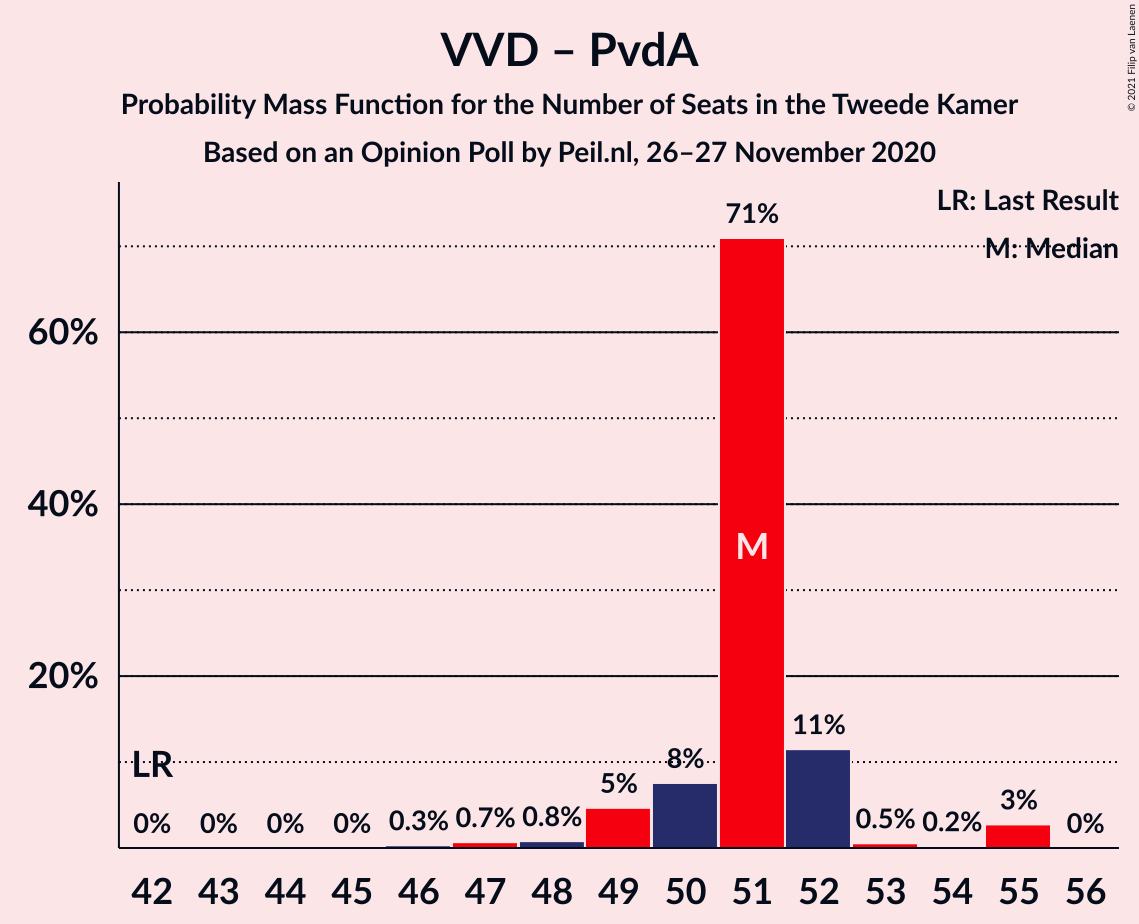 VVD – PvdA
Probability Mass Function for the Number of Seats in the Tweede Kamer
Based on an Opinion Poll by Peil.nl, 26–27 November 2020
© 2021 Filip van Laenen
LR: Last Result
M: Median
60%
40%
20%
LR
M
0% 0% 0% 0% 0.3% 0.7% 0.8% 5% 8% 71% 11% 0.5% 0.2% 3% 0%
42 43 44 45 46 47 48 49 50 51 52 53 54 55 56